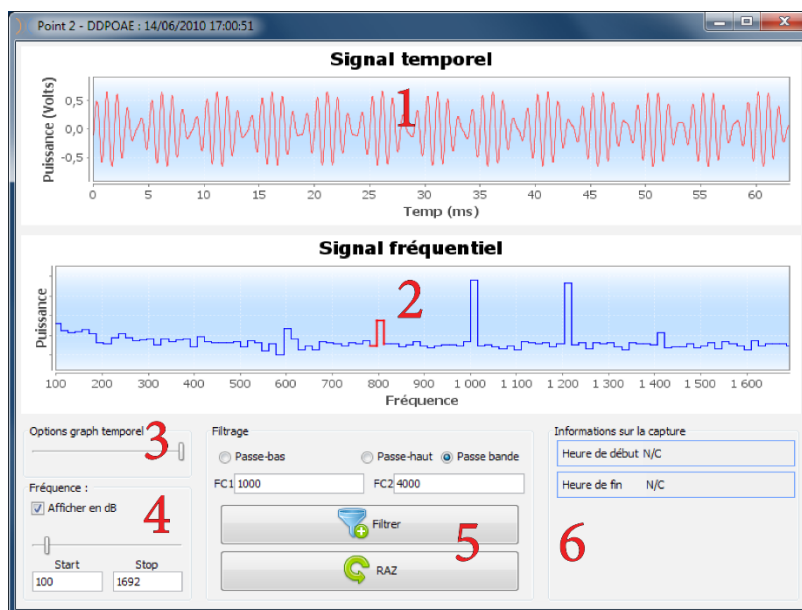 Point 2 - DDPOAE : 14/06/2010 17:00:51
Signal temporel
Puissance (Volts)
0,5
0,0
-0,5
1
0 5 10 15 20 25 30 35 40 45 50 55 60
Temp (ms)
Signal fréquentiel
Puissance
2
100 200 300 400 500 600 700 800 900 1 000 1 100 1 200 1 300 1 400 1 500 1 600
Fréquence
Options graph temporel
3
Fréquence :
Afficher en dB
4
Start Stop
100 1692
Filtrage
Passe-bas Passe-haut Passe bande
FC1 1000 FC2 4000
Filtrer
5
RAZ
Informations sur la capture
Heure de début N/C
Heure de fin N/C
6